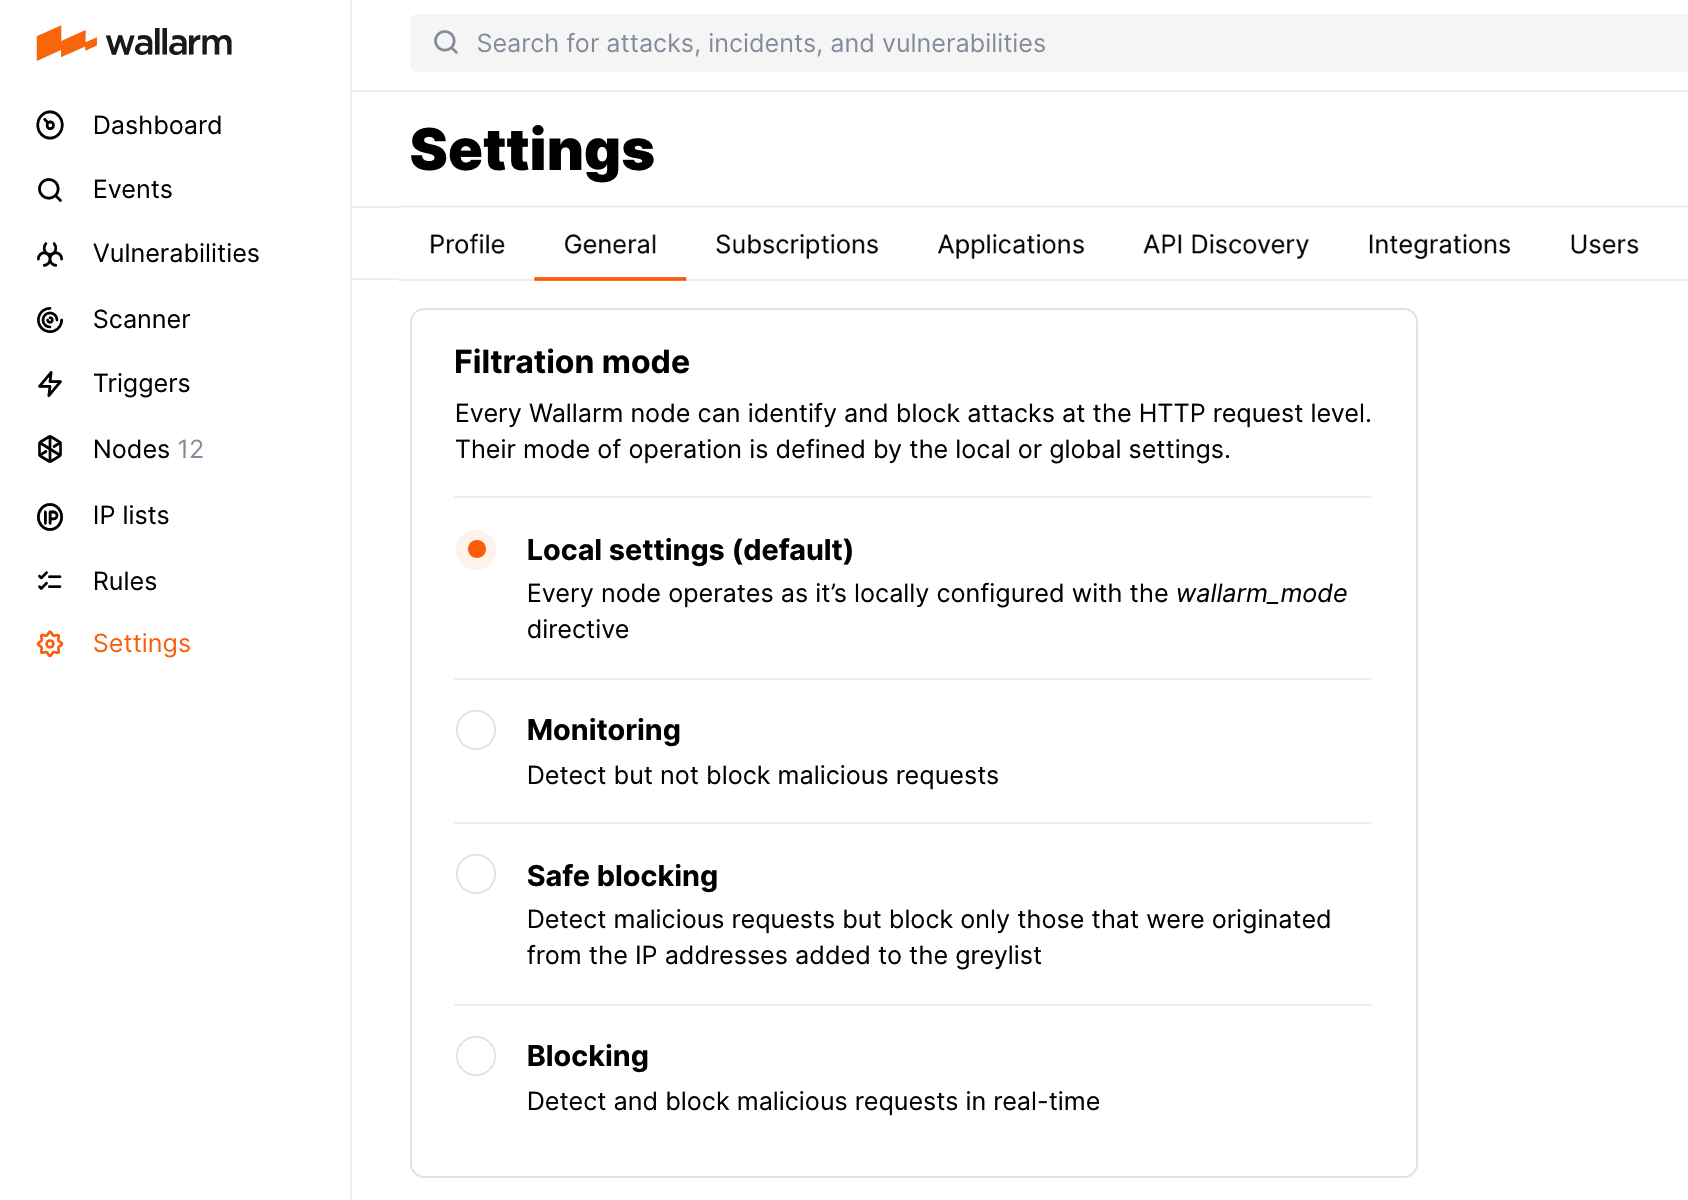 wallarm
Search for attacks, incidents, and vulnerabilities
Dashboard
Events
Vulnerabilities
Scanner
Triggers
Nodes 12
IP lists
Rules
Settings
Settings
Profile General Subscriptions Applications API Discovery Integrations Users
Filtration mode
Every Wallarm node can identify and block attacks at the HTTP request level.
Their mode of operation is defined by the local or global settings.
Local settings (default)
Every node operates as it’s locally configured with the wallarm_mode
directive
Monitoring
Detect but not block malicious requests
Safe blocking
Detect malicious requests but block only those that were originated
from the IP addresses added to the greylist
Blocking
Detect and block malicious requests in real-time